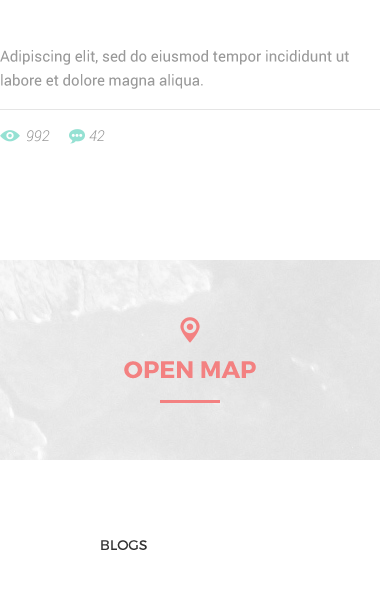 Adipiscing elit, sed do eiusmod tempor incididunt ut
labore et dolore magna aliqua.
992 42
OPEN MAP
BLOGS